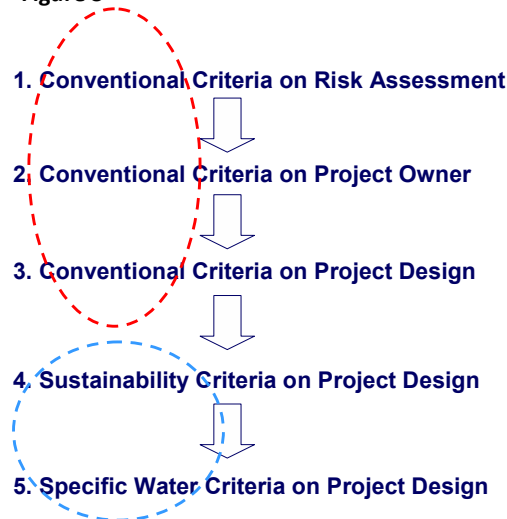 1. Conventional Criteria on Risk Assessment
2. Conventional Criteria on Project Owner
3. Conventional Criteria on Project Design
4. Sustainability Criteria on Project Design
5. Specific Water Criteria on Project Design